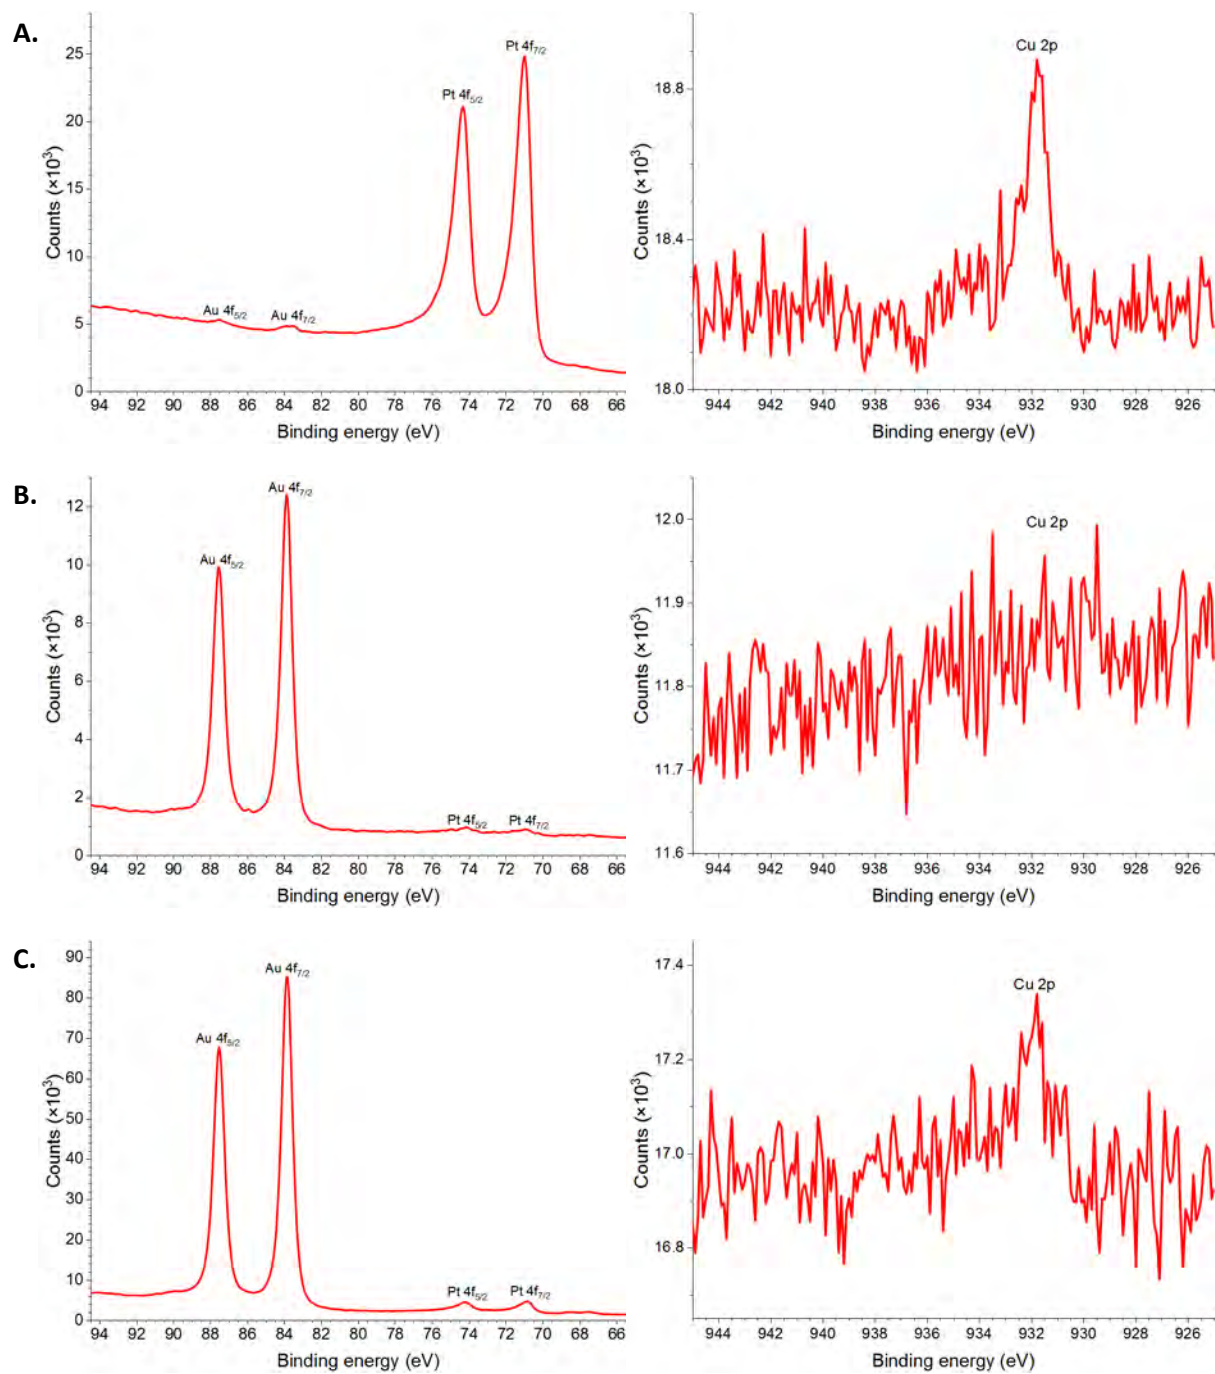 A.
Counts (×10³)
25
20
15
10
5
0
Pt 4f7/2
Pt 4f5/2
Au 4f5/2
Au 4f7/2
94 92 90 88 86 84 82 80 78 76 74 72 70 68 66
Binding energy (eV)
Counts (×10³)
18.8
18.4
18.0
Cu 2p
944 942 940 938 936 934 932 930 928 926
Binding energy (eV)
B.
Counts (×10³)
12
10
8
6
4
2
0
Au 4f7/2
Au 4f5/2
Pt 4f5/2
Pt 4f7/2
94 92 90 88 86 84 82 80 78 76 74 72 70 68 66
Binding energy (eV)
Counts (×10³)
12.0
11.9
11.8
11.7
11.6
Cu 2p
944 942 940 938 936 934 932 930 928 926
Binding energy (eV)
C.
Counts (×10³)
90
80
70
60
50
40
30
20
10
0
Au 4f7/2
Au 4f5/2
Pt 4f5/2
Pt 4f7/2
94 92 90 88 86 84 82 80 78 76 74 72 70 68 66
Binding energy (eV)
Counts (×10³)
17.4
17.2
17.0
16.8
Cu 2p
944 942 940 938 936 934 932 930 928 926
Binding energy (eV)